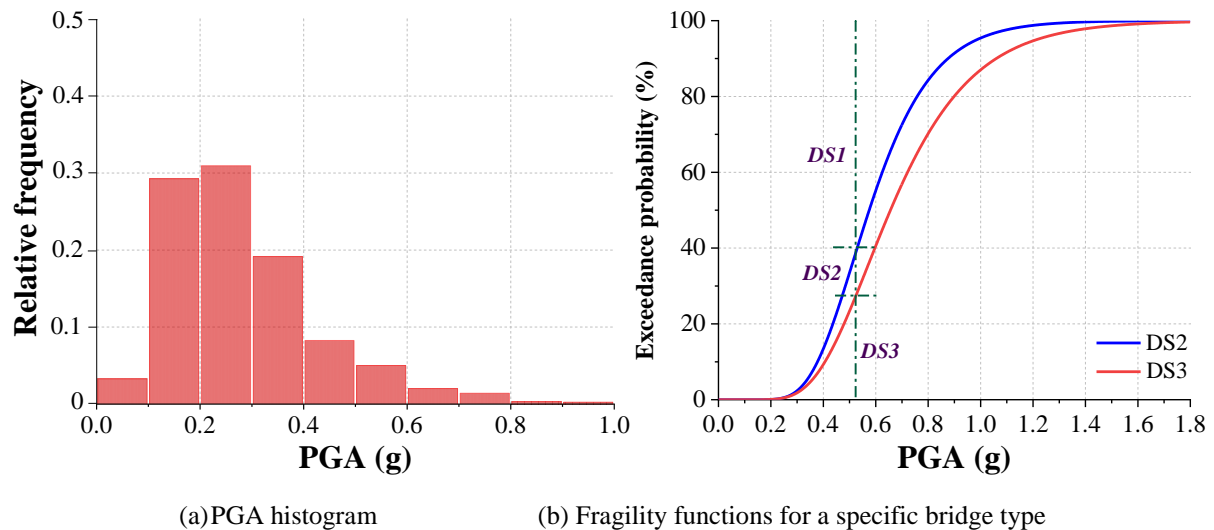 0.5
0.4
0.3
0.2
0.1
0
Relative frequency
0.0 0.2 0.4 0.6 0.8 1.0
PGA (g)
100
80
60
40
20
0
Exceedance probability (%)
DS1
DS2
DS3
DS2
DS3
0.0 0.2 0.4 0.6 0.8 1.0 1.2 1.4 1.6 1.8
PGA (g)
(a)PGA histogram
(b) Fragility functions for a specific bridge type